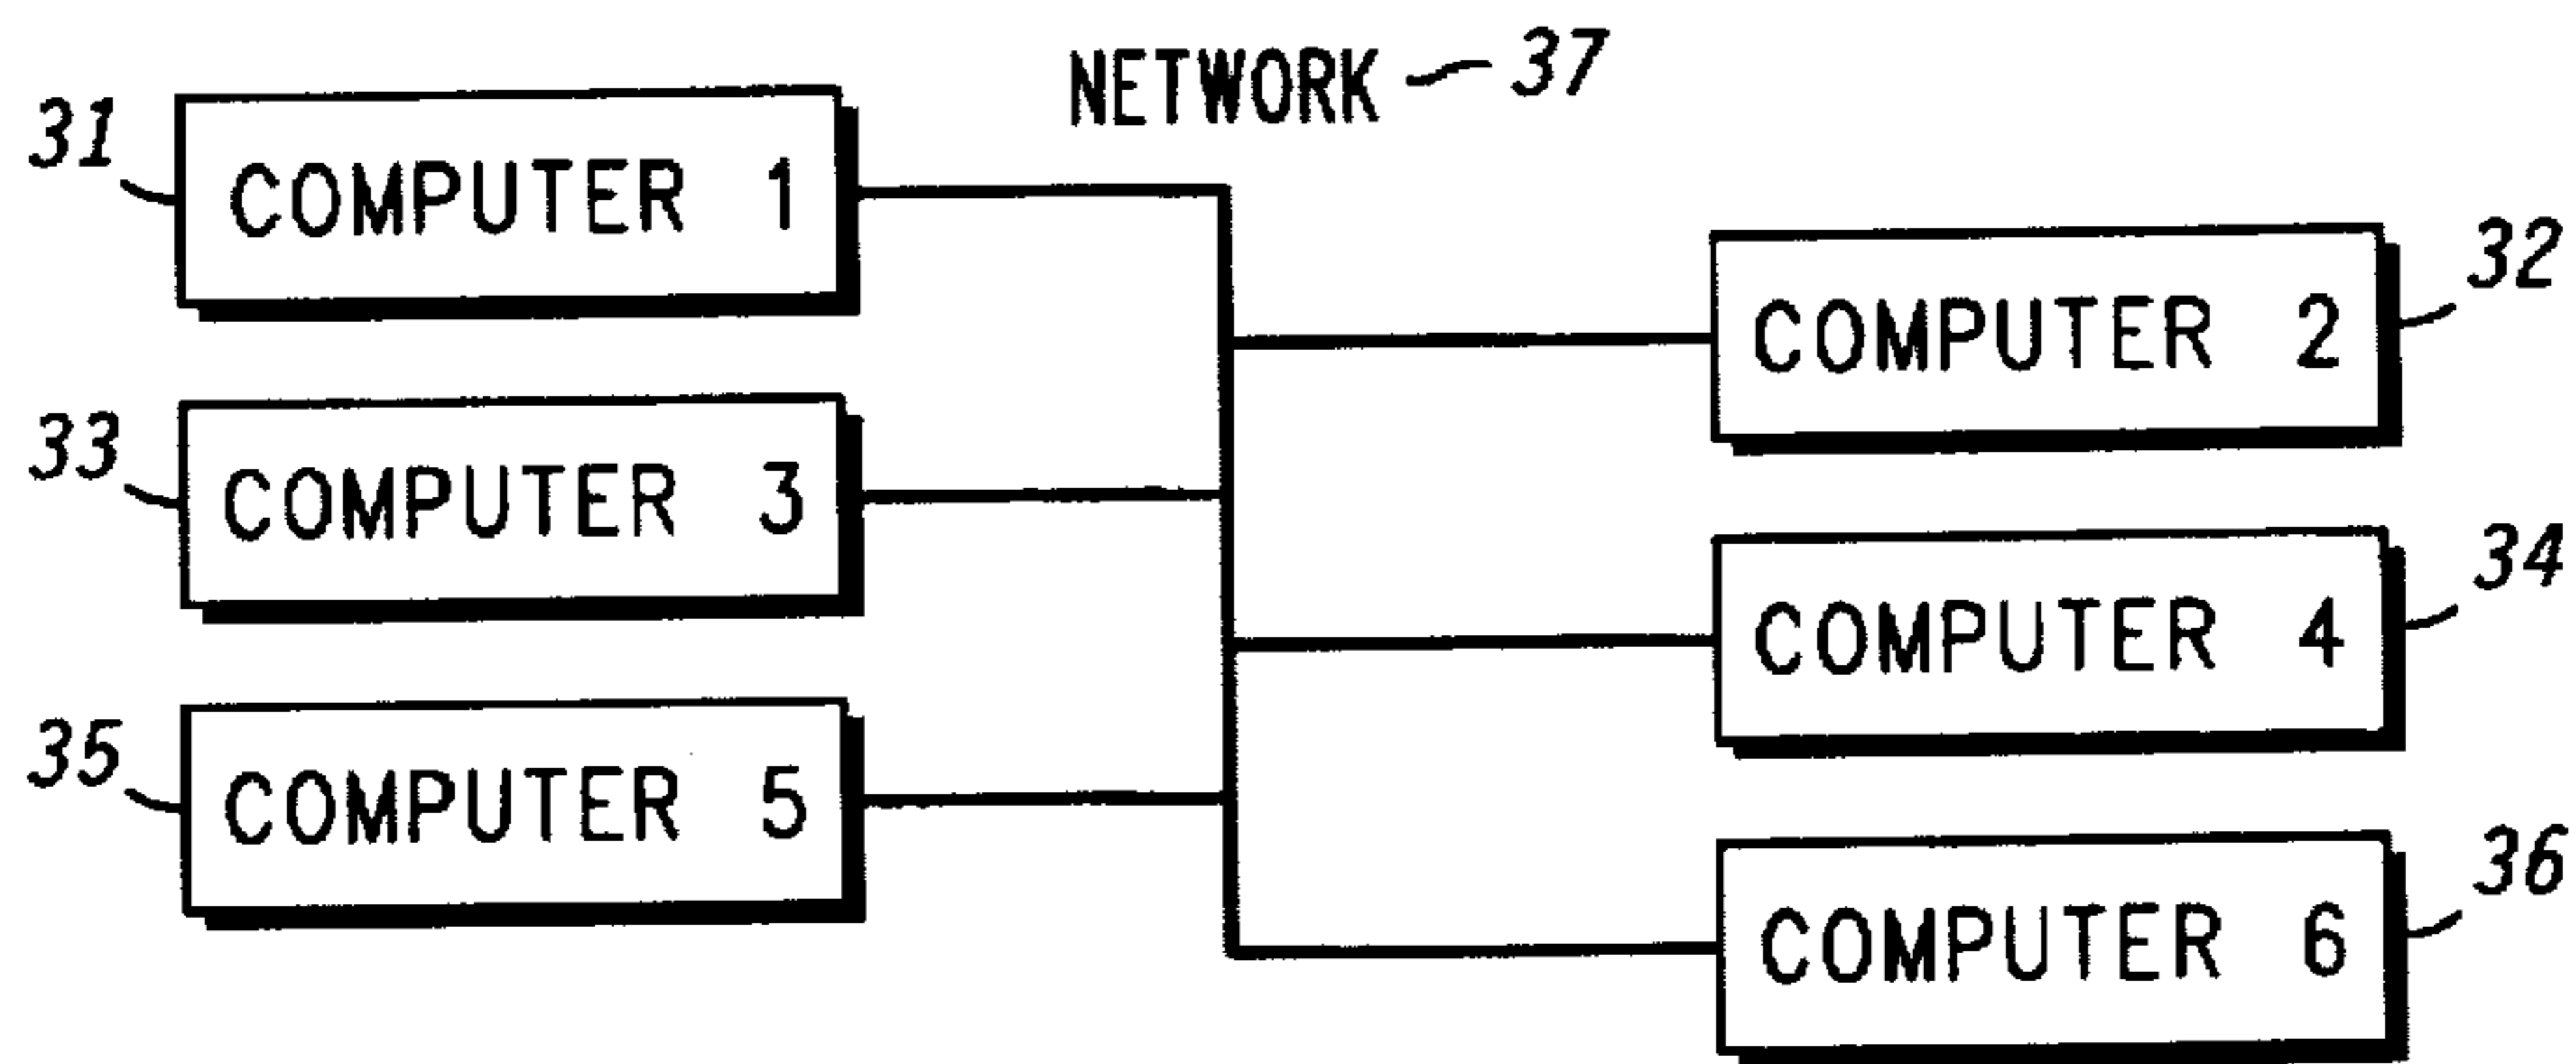 NETWORK 37
31 COMPUTER 1
COMPUTER 2 32
33 COMPUTER 3
COMPUTER 4 34
35 COMPUTER 5
COMPUTER 6 36